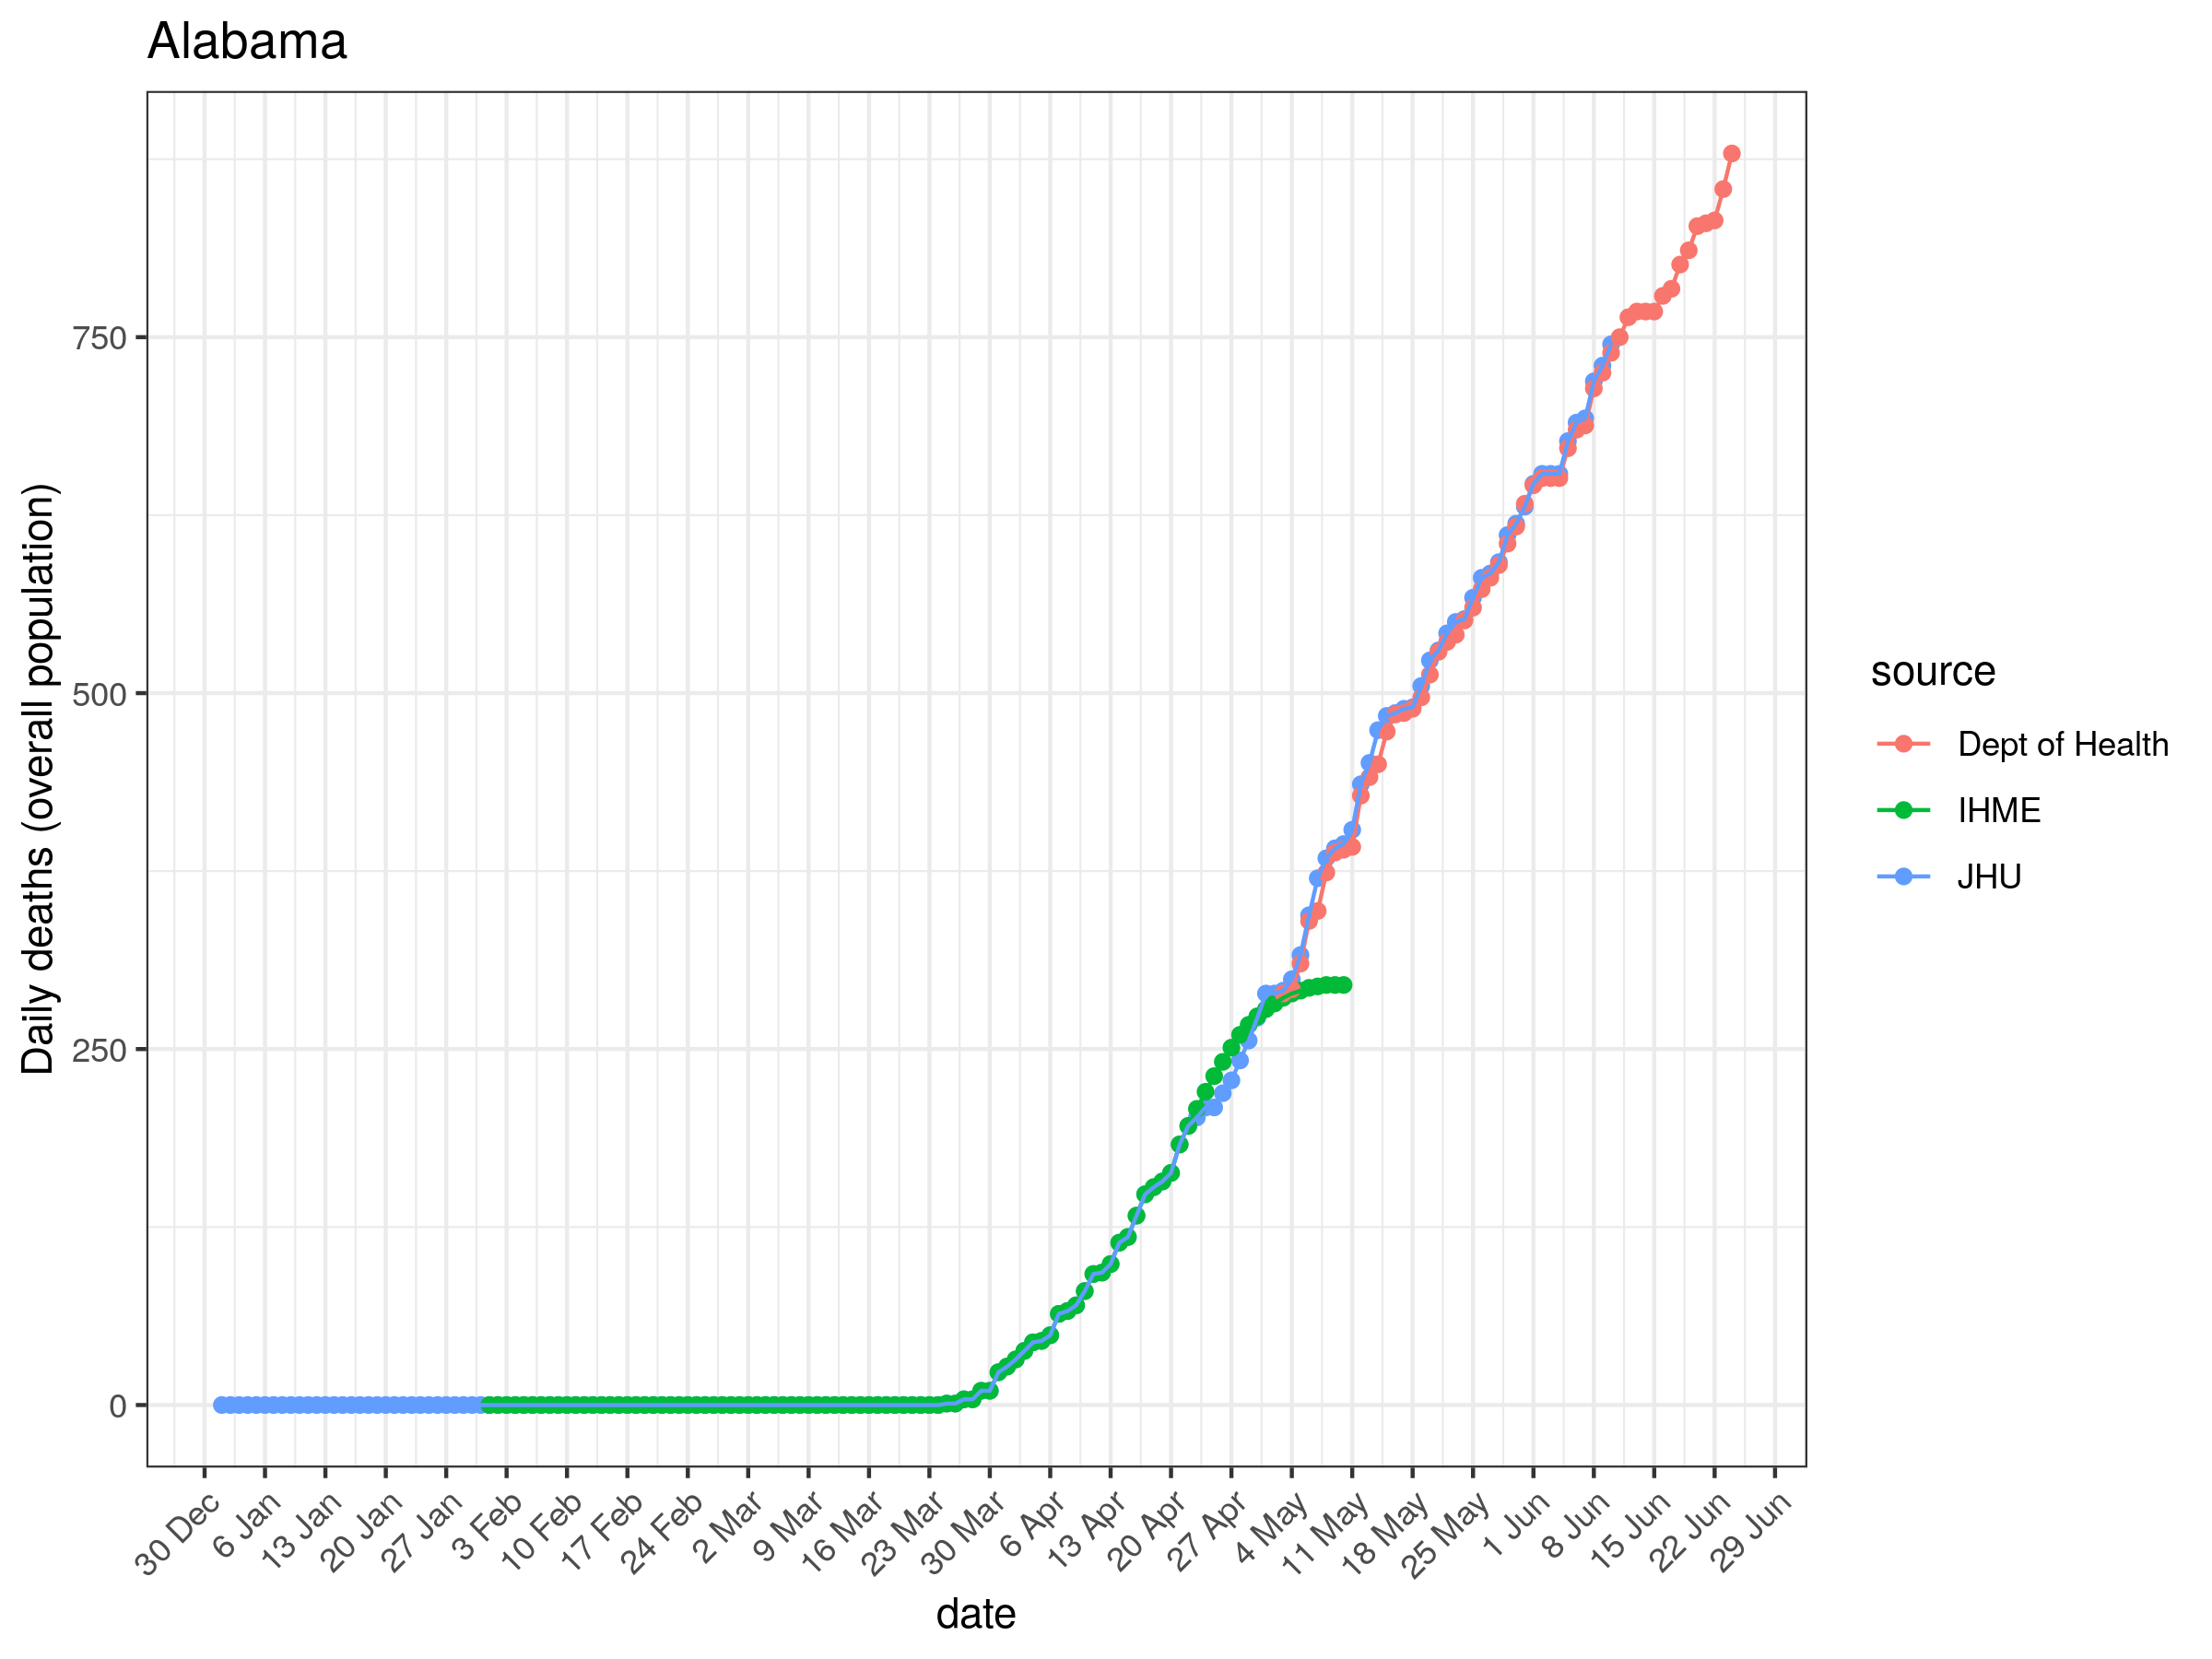 Alabama
Daily deaths (overall population)
750
500
250
0
30 Dec
6 Jan
13 Jan
20 Jan
27 Jan
3 Feb
10 Feb
17 Feb
24 Feb
2 Mar
9 Mar
16 Mar
23 Mar
30 Mar
6 Apr
13 Apr
20 Apr
27 Apr
4 May
11 May
18 May
25 May
1 Jun
8 Jun
15 Jun
22 Jun
29 Jun
date
source
Dept of Health
IHME
JHU